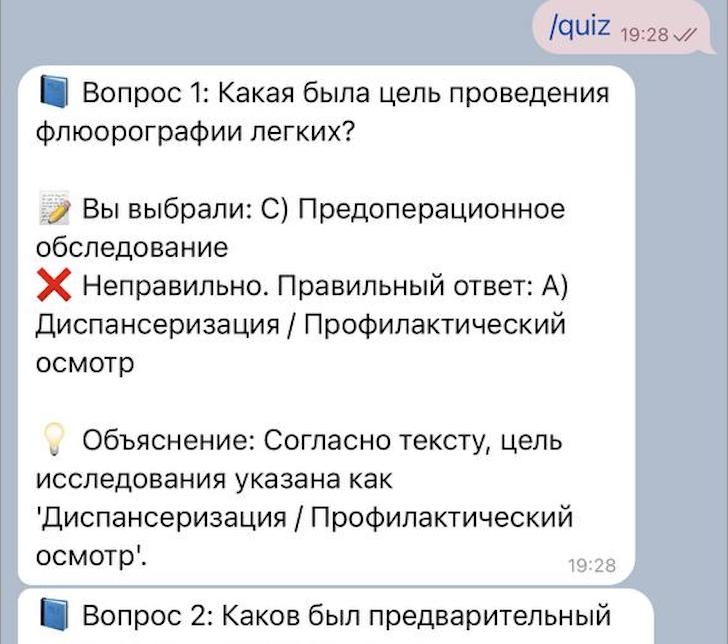 /quiz 19:28
Вопрос 1: Какая была цель проведения
флюорографии легких?
Вы выбрали: C) Предоперационное
обследование
Неправильно. Правильный ответ: A)
Диспансеризация / Профилактический
осмотр
Объяснение: Согласно тексту, цель
исследования указана как
'Диспансеризация / Профилактический
осмотр'.
19:28
Вопрос 2: Каков был предварительный